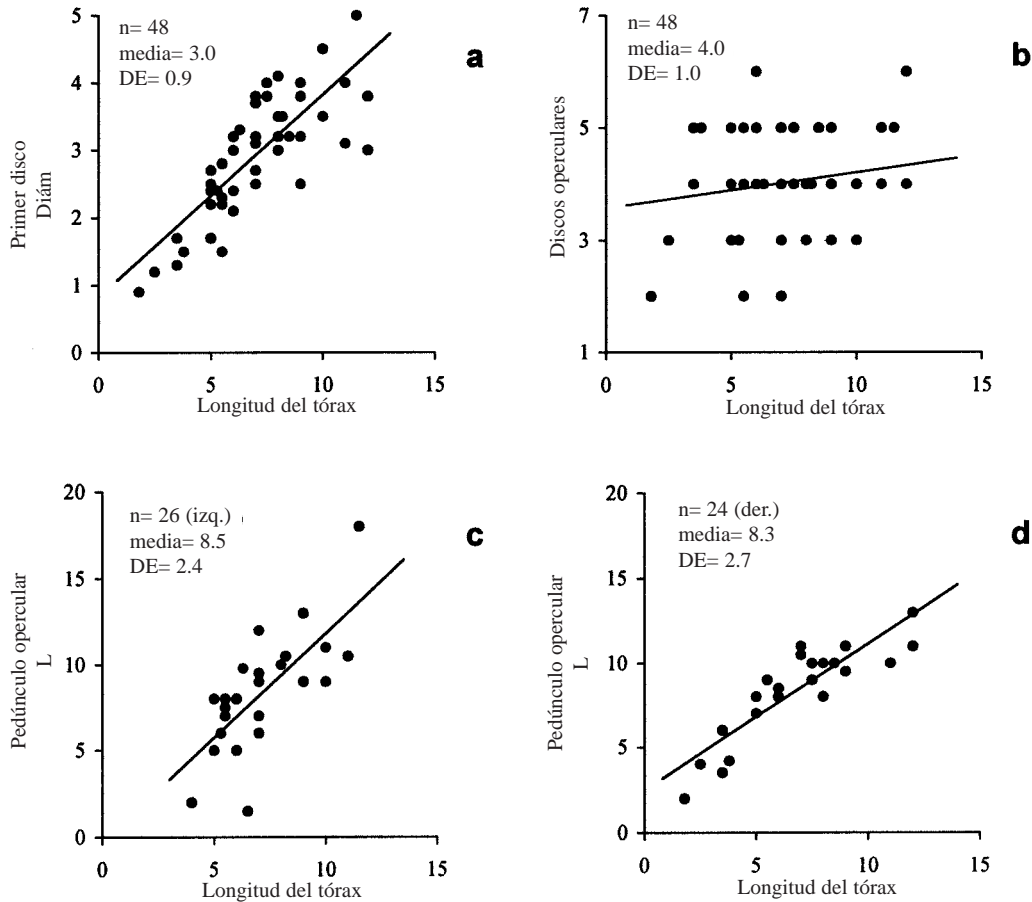 5
n= 48
media= 3.0
DE= 0.9
a
4
3
2
1
0
Primer disco
Diám
0 5 10 15
Longitud del tórax
7
n= 48
media= 4.0
DE= 1.0
b
5
3
1
Discos operculares
0 5 10 15
Longitud del tórax
20
n= 26 (izq.)
media= 8.5
DE= 2.4
c
15
10
5
0
Pedúnculo opercular
L
0 5 10 15
Longitud del tórax
20
n= 24 (der.)
media= 8.3
DE= 2.7
d
15
10
5
0
Pedúnculo opercular
L
0 5 10 15
Longitud del tórax